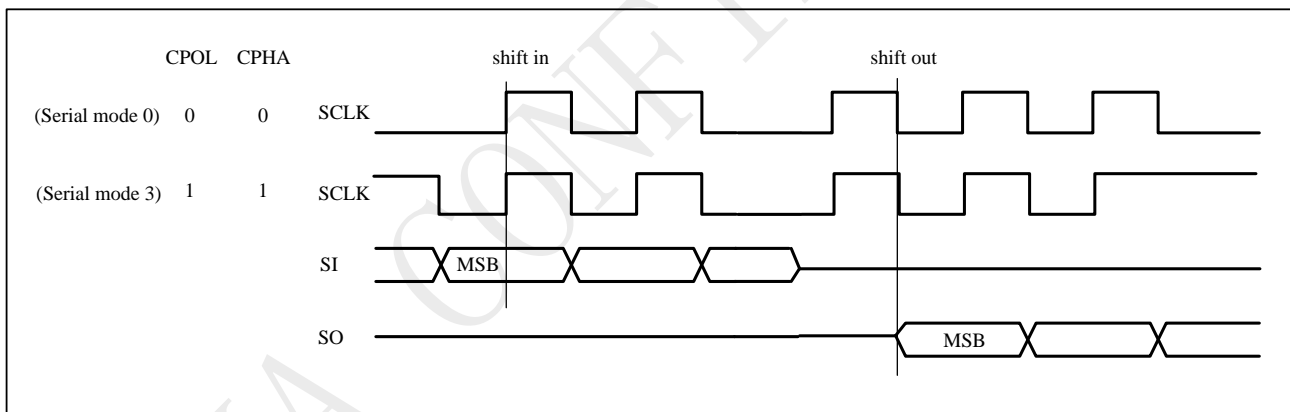 CPOL CPHA shift in shift out
(Serial mode 0) 0 0 SCLK
(Serial mode 3) 1 1 SCLK
SI MSB
SO MSB